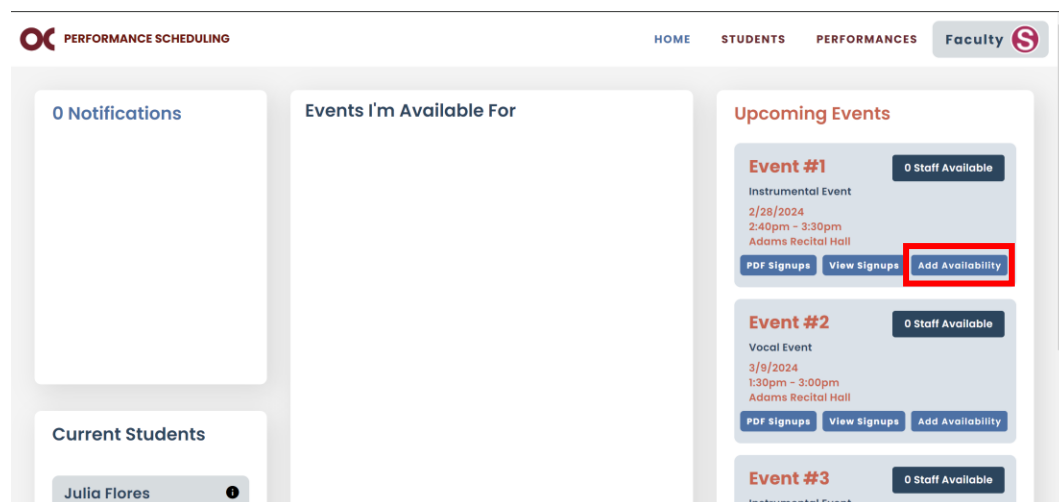 OC PERFORMANCE SCHEDULING
HOME STUDENTS PERFORMANCES Faculty S
0 Notifications
Current Students
Julia Flores
Events I'm Available For
Upcoming Events
Event #1 0 Staff Available
Instrumental Event
2/28/2024
2:40pm - 3:30pm
Adams Recital Hall
PDF Signups View Signups Add Availability
Event #2 0 Staff Available
Vocal Event
3/9/2024
1:30pm - 3:00pm
Adams Recital Hall
PDF Signups View Signups Add Availability
Event #3 0 Staff Available
Instrumental Event